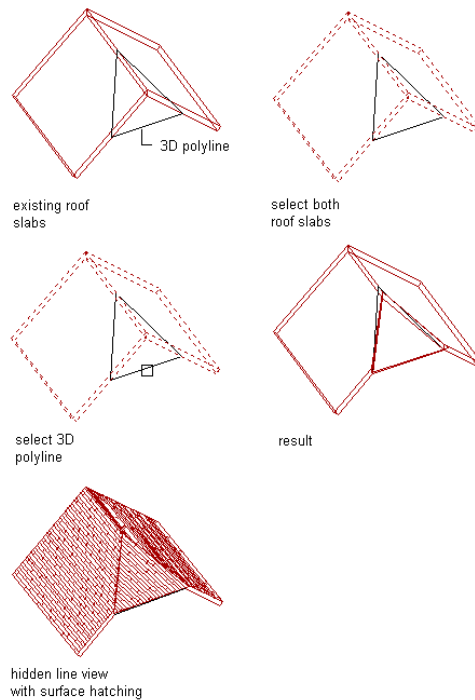 3D polyline
existing roof
slabs
select both
roof slabs
select 3D
polyline
result
hidden line view
with surface hatching